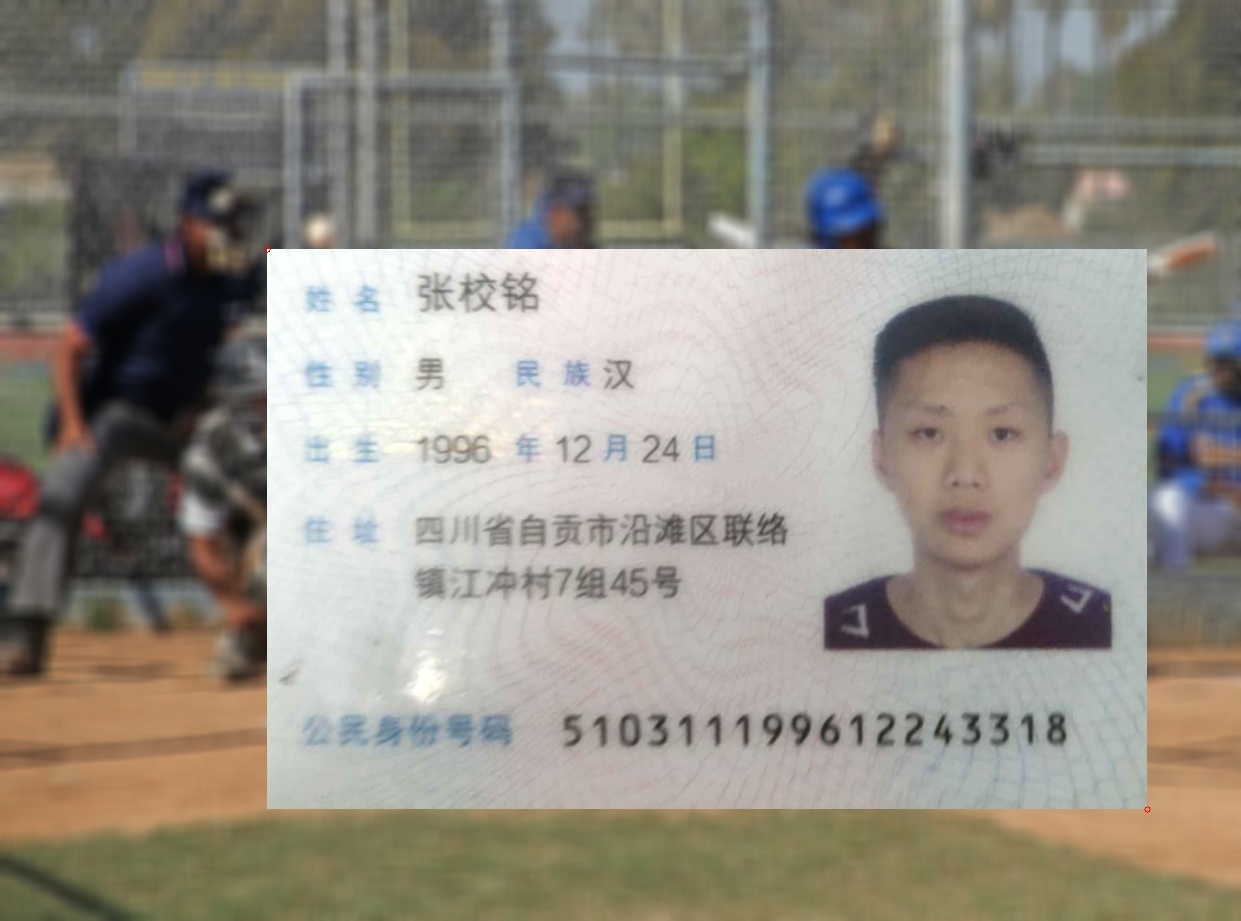 姓名 张校铭
性别 男 民族 汉
出生 1996 年 12 月 24 日
住址 四川省自贡市沿滩区联络
镇江冲村7组45号
公民身份号码 510311199612243318